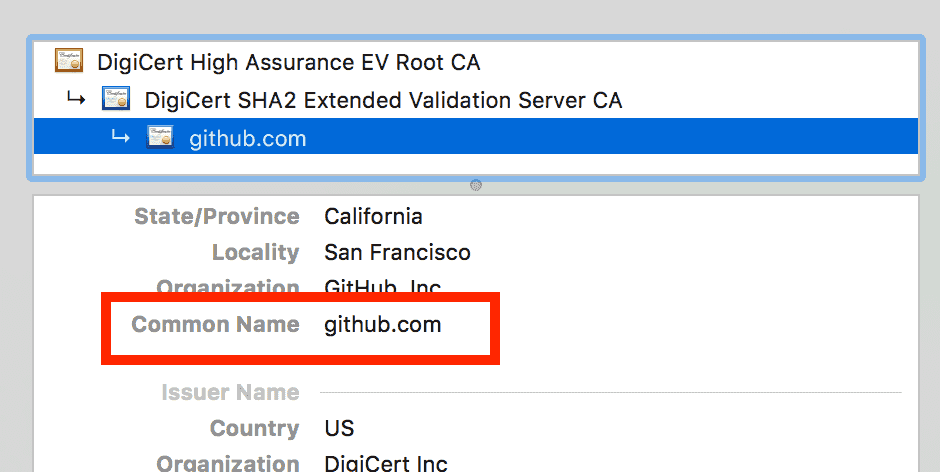 DigiCert High Assurance EV Root CA
↳ DigiCert SHA2 Extended Validation Server CA
↳ github.com
State/Province California
Locality San Francisco
Organization GitHub, Inc.
Common Name github.com
Issuer Name
Country US
Organization DigiCert Inc